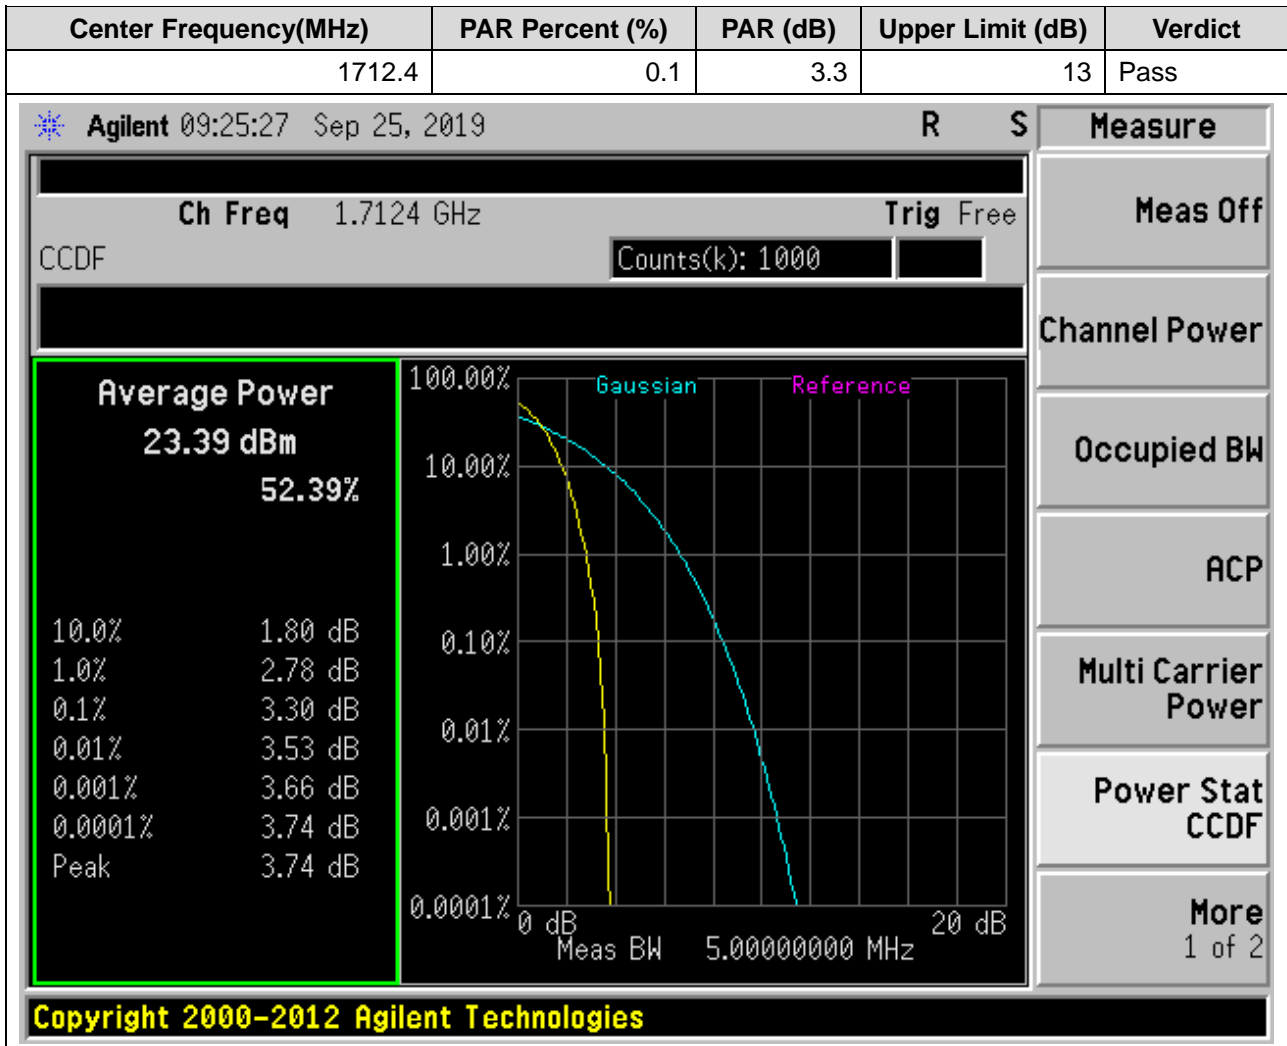 Center Frequency(MHz) PAR Percent (%) PAR (dB) Upper Limit (dB) Verdict
1712.4 0.1 3.3 13 Pass
Agilent 09:25:27 Sep 25, 2019 R S
Measure
Ch Freq 1.7124 GHz Trig Free
CCDF Counts(k): 1000
Average Power
23.39 dBm
52.39%
10.0% 1.80 dB
1.0% 2.78 dB
0.1% 3.30 dB
0.01% 3.53 dB
0.001% 3.66 dB
0.0001% 3.74 dB
Peak 3.74 dB
Gaussian Reference
100.00%
10.00%
1.00%
0.10%
0.01%
0.001%
0.0001%
0 dB 20 dB
Meas BW 5.00000000 MHz
Meas Off
Channel Power
Occupied BW
ACP
Multi Carrier
Power
Power Stat
CCDF
More
1 of 2
Copyright 2000-2012 Agilent Technologies